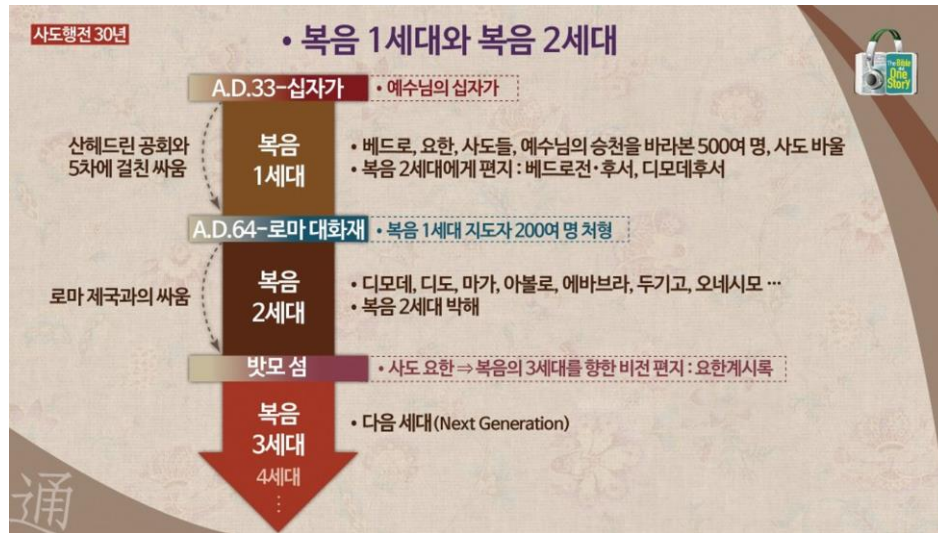 사도행전 30년
• 복음 1세대와 복음 2세대
The Bible
One
Story
A.D.33-십자가
• 예수님의 십자가
산헤드린 공회와
5차에 걸친 싸움
복음
1세대
• 베드로, 요한, 사도들, 예수님의 승천을 바라본 500여 명, 사도 바울
• 복음 2세대에게 편지 : 베드로전·후서, 디모데후서
A.D.64-로마 대화재
• 복음 1세대 지도자 200여 명 처형
로마 제국과의 싸움
복음
2세대
• 디모데, 디도, 마가, 아볼로, 에바브라, 두기고, 오네시모 …
• 복음 2세대 박해
밧모 섬
• 사도 요한 ⇒ 복음의 3세대를 향한 비전 편지 : 요한계시록
복음
3세대
• 다음 세대(Next Generation)
4세대
⋮
通